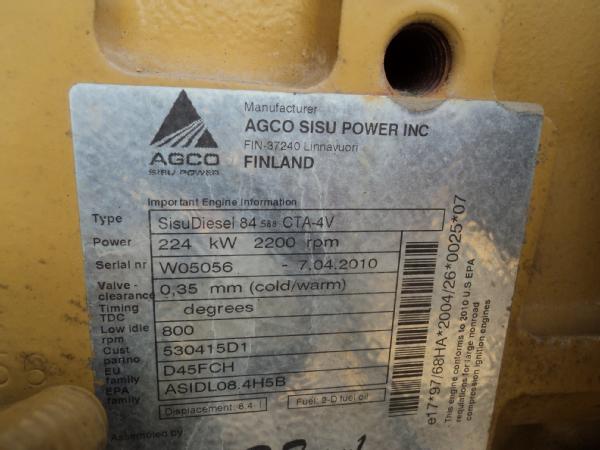 Manufacturer
AGCO SISU POWER INC
FIN-37240 Linnavuori
FINLAND
AGCO
SISU POWER
Important Engine Information
Type SisuDiesel 84 588 CTA-4V
Power 224 kW 2200 rpm
Serial nr W05056 - 7.04.2010
Valve-clearance 0,35 mm (cold/warm)
Timing TDC degrees
Low idle rpm 800
Cust partno 530415D1
EU family D45FCH
EPA family ASIDL08.4H5B
Displacement: 8.4 l Fuel: 2-D fuel oil
Assembled by
e17*97/68HA*2004/26*0025*07
This engine conforms to 2010 U.S EPA
regulations for large nonroad
compression ignition engines